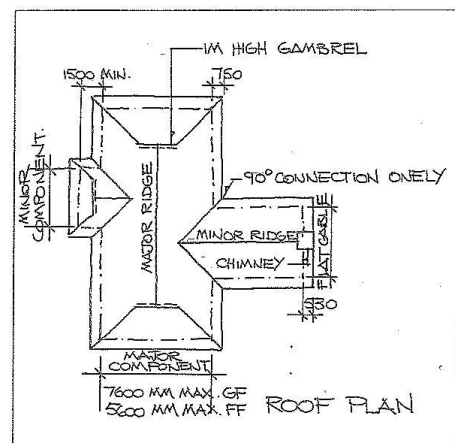 1M HIGH GAMBREL
1500 MIN.
750
MINOR
COMPONENT.
MAJOR RIDGE
90° CONNECTION ONELY
MINOR RIDGE
CHIMNEY
FLAT GABLE
530
MAJOR
COMPONENT
7600 MM MAX. GF
5600 MM MAX. FF
ROOF PLAN